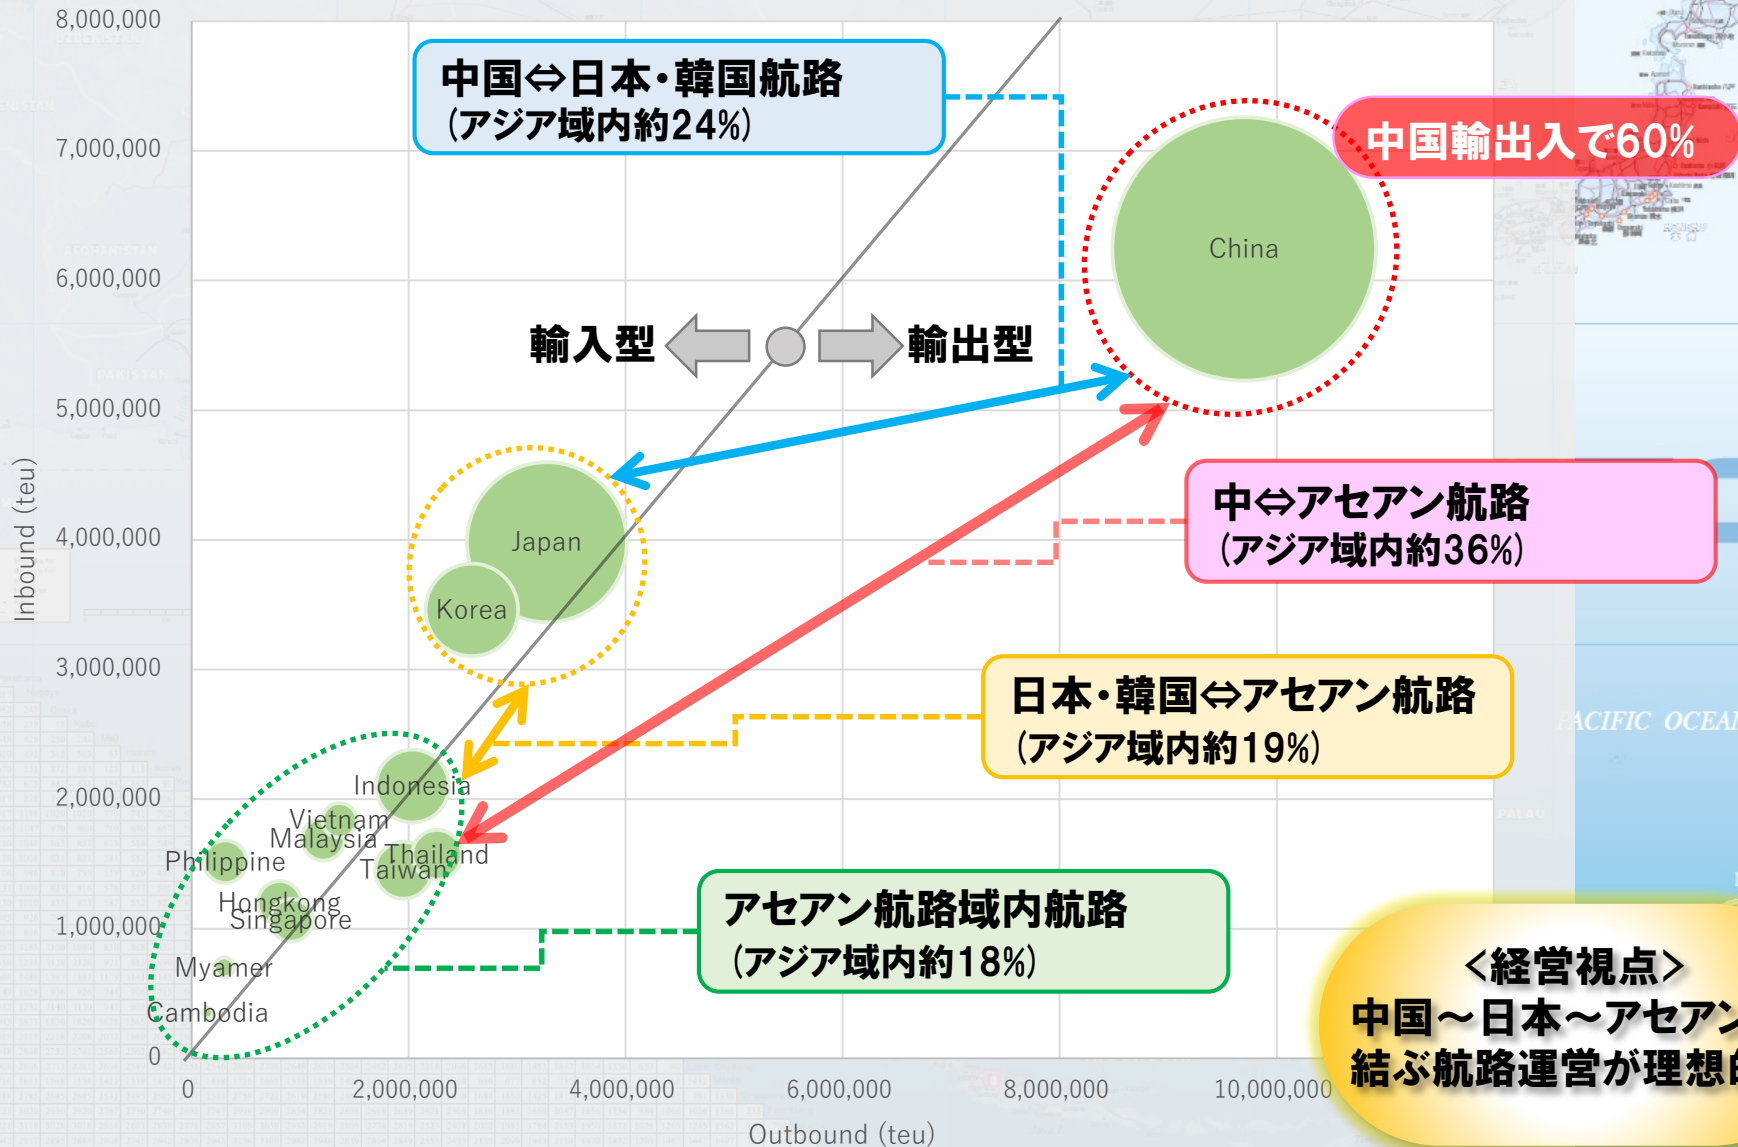 8,000,000
7,000,000
6,000,000
5,000,000
4,000,000
3,000,000
2,000,000
1,000,000
0
Inbound (teu)
中国⇔日本・韓国航路
(アジア域内約24%)
中国輸出入で60%
China
輸入型
輸出型
Japan
Korea
中⇔アセアン航路
(アジア域内約36%)
日本・韓国⇔アセアン航路
(アジア域内約19%)
PACIFIC OCEAN
PALAU
AFGHANISTAN
PAKISTAN
Indonesia
Vietnam
Malaysia
Thailand
Philippine
Taiwan
Hongkong
Singapore
Myamer
Cambodia
アセアン航路域内航路
(アジア域内約18%)
<経営視点>
中国～日本～アセアン
結ぶ航路運営が理想的
0
2,000,000
4,000,000
6,000,000
8,000,000
10,000,000
Outbound (teu)